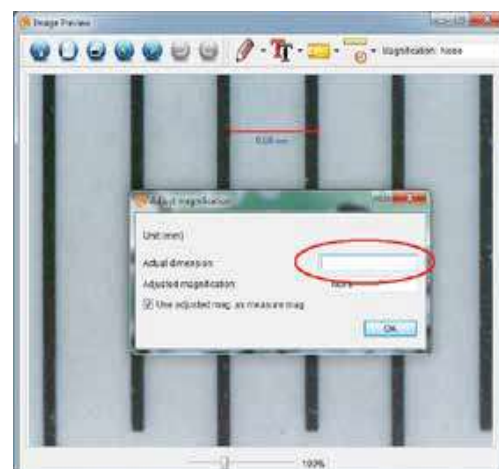 Image Preview
Magnification: None
Adjust magnification
Unit (mm)
Actual dimension
Adjusted magnification
None
Use adjusted mag. as measure mag
OK
100%